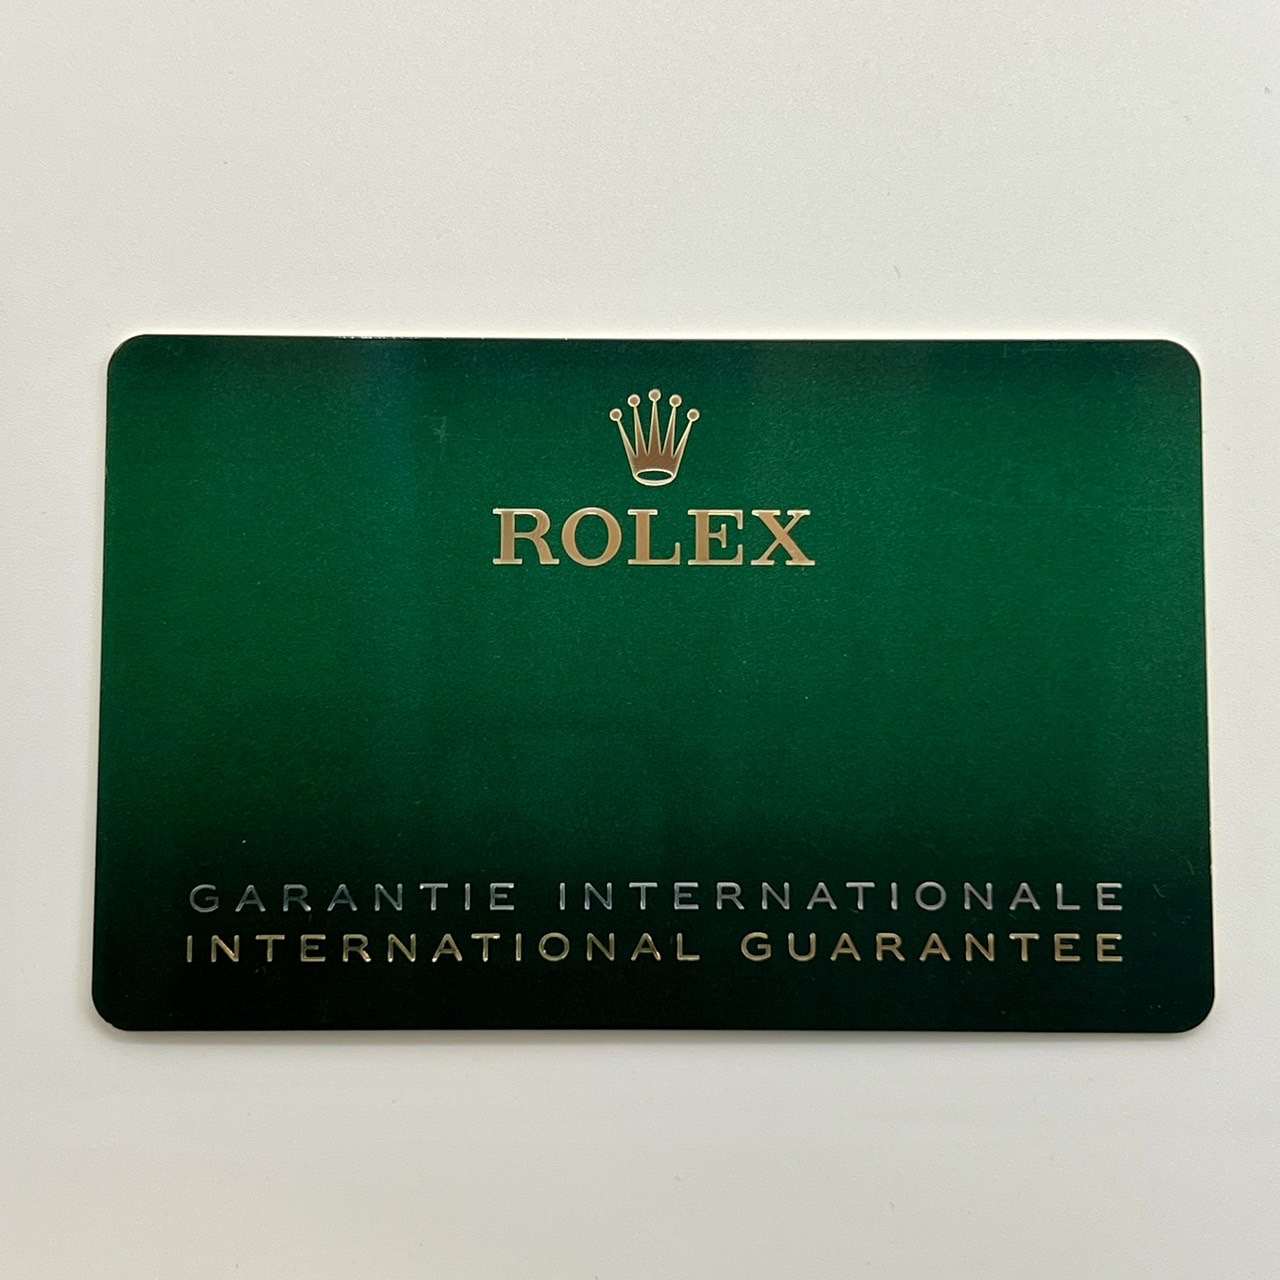 ROLEX
GARANTIE INTERNATIONALE
INTERNATIONAL GUARANTEE